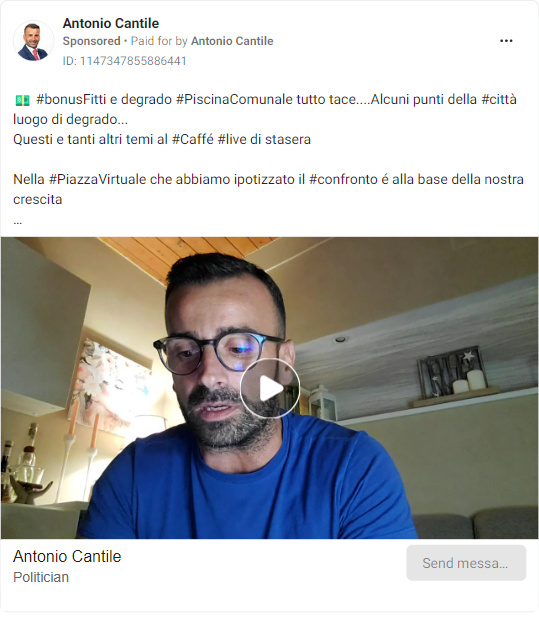 Antonio Cantile
Sponsored • Paid for by Antonio Cantile
ID: 1147347855886441
💵 #bonusFitti e degrado #PiscinaComunale tutto tace....Alcuni punti della #città
luogo di degrado...
Questi e tanti altri temi al #Caffé #live di stasera
Nella #PiazzaVirtuale che abbiamo ipotizzato il #confronto é alla base della nostra
crescita
...
Antonio Cantile
Politician
Send messa...